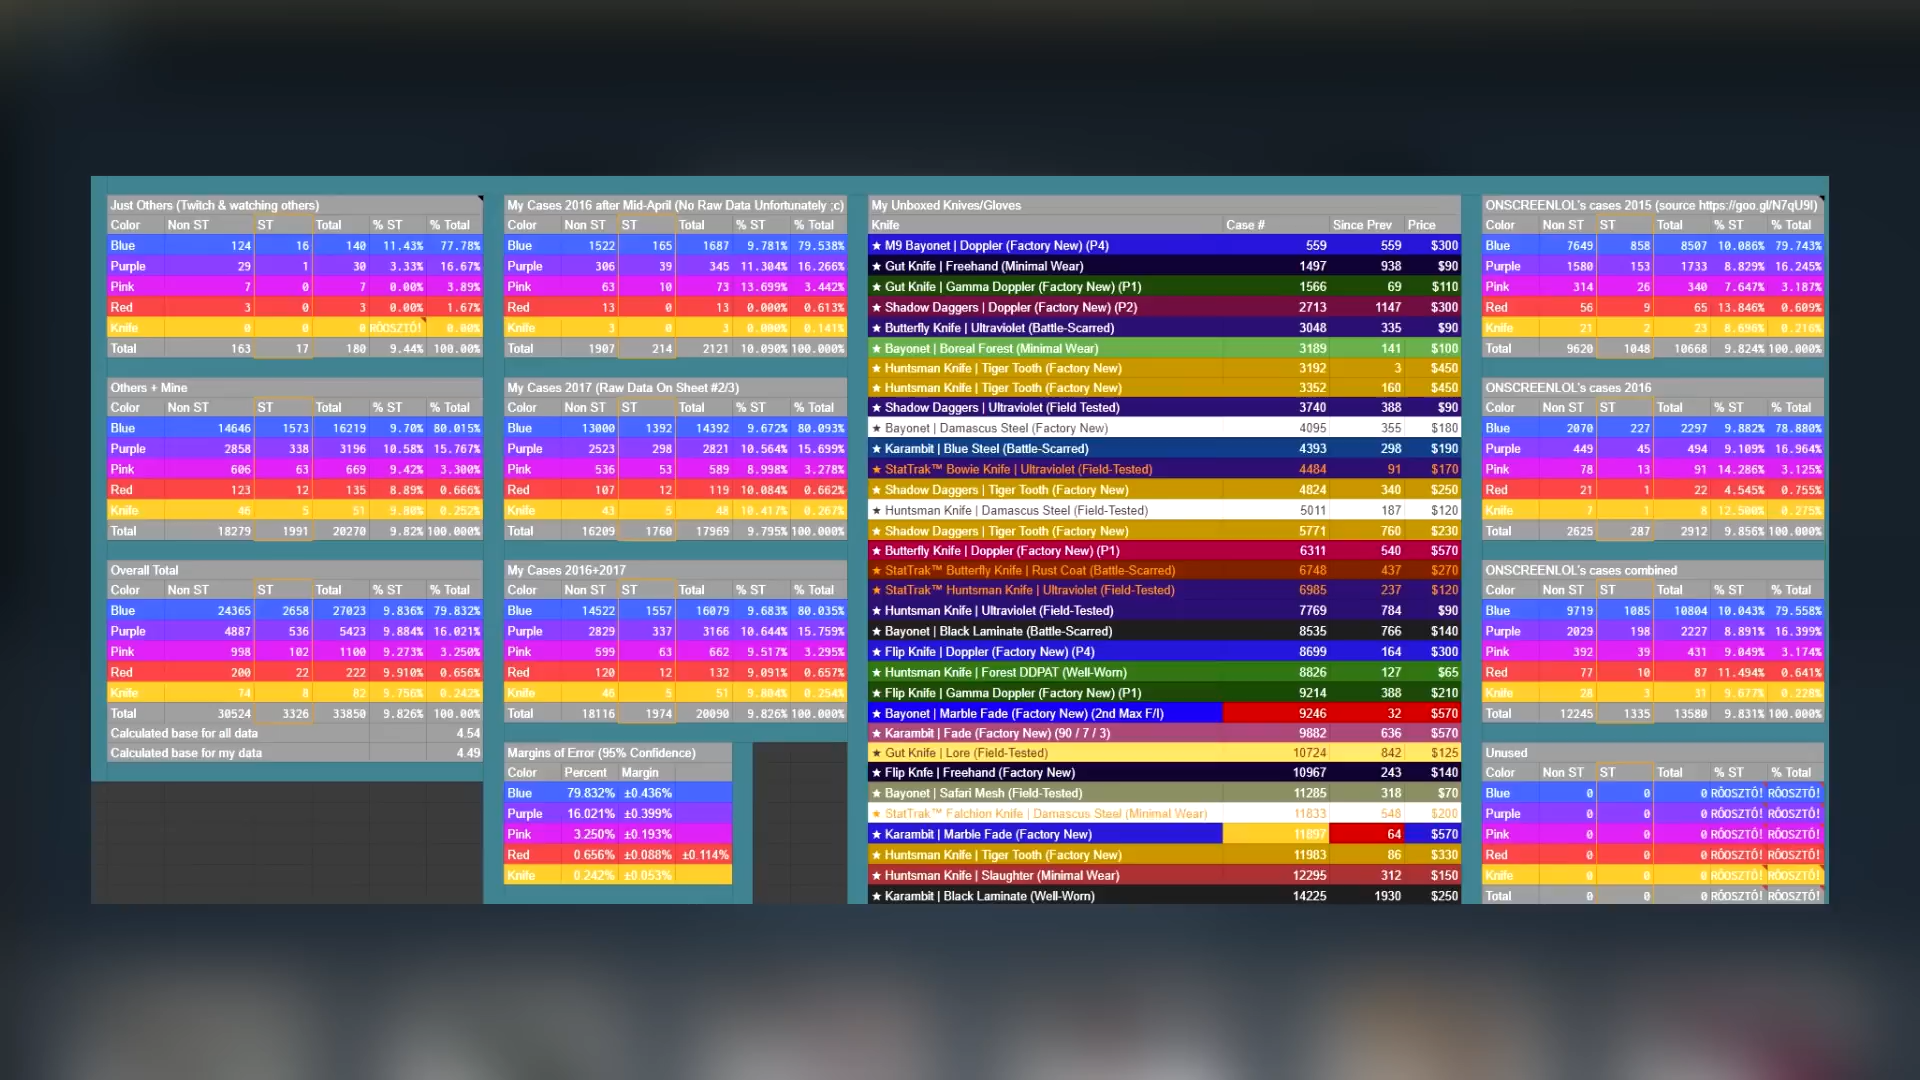 Just Others (Twitch & watching others)
Color Non ST ST Total % ST % Total
Blue 124 16 140 11.43% 77.78%
Purple 29 1 30 3.33% 16.67%
Pink 7 0 7 0.00% 3.89%
Red 3 0 3 0.00% 1.67%
Knife 0 0 0 RÔOSZTÓ! 0.00%
Total 163 17 180 9.44% 100.00%
Others + Mine
Color Non ST ST Total % ST % Total
Blue 14646 1573 16219 9.70% 80.015%
Purple 2858 338 3196 10.58% 15.767%
Pink 606 63 669 9.42% 3.300%
Red 123 12 135 8.89% 0.666%
Knife 46 5 51 9.80% 0.252%
Total 18279 1991 20270 9.82% 100.000%
Overall Total
Color Non ST ST Total % ST % Total
Blue 24365 2658 27023 9.836% 79.832%
Purple 4887 536 5423 9.884% 16.021%
Pink 998 102 1100 9.273% 3.250%
Red 200 22 222 9.910% 0.656%
Knife 74 8 82 9.756% 0.242%
Total 30524 3326 33850 9.826% 100.00%
Calculated base for all data 4.54
Calculated base for my data 4.49
My Cases 2016 after Mid-April (No Raw Data Unfortunately ;c)
Color Non ST ST Total % ST % Total
Blue 1522 165 1687 9.781% 79.538%
Purple 306 39 345 11.304% 16.266%
Pink 63 10 73 13.699% 3.442%
Red 13 0 13 0.000% 0.613%
Knife 3 0 3 0.000% 0.141%
Total 1907 214 2121 10.090% 100.000%
My Cases 2017 (Raw Data On Sheet #2/3)
Color Non ST ST Total % ST % Total
Blue 13000 1392 14392 9.672% 80.093%
Purple 2523 298 2821 10.564% 15.699%
Pink 536 53 589 8.998% 3.278%
Red 107 12 119 10.084% 0.662%
Knife 43 5 48 10.417% 0.267%
Total 16209 1760 17969 9.795% 100.000%
My Cases 2016+2017
Color Non ST ST Total % ST % Total
Blue 14522 1557 16079 9.683% 80.035%
Purple 2829 337 3166 10.644% 15.759%
Pink 599 63 662 9.517% 3.295%
Red 120 12 132 9.091% 0.657%
Knife 46 5 51 9.804% 0.254%
Total 18116 1974 20090 9.826% 100.000%
Margins of Error (95% Confidence)
Color Percent Margin
Blue 79.832% ±0.436%
Purple 16.021% ±0.399%
Pink 3.250% ±0.193%
Red 0.656% ±0.088% ±0.114%
Knife 0.242% ±0.053%
My Unboxed Knives/Gloves
Knife Case # Since Prev Price
★ M9 Bayonet | Doppler (Factory New) (P4) 559 559 $300
★ Gut Knife | Freehand (Minimal Wear) 1497 938 $90
★ Gut Knife | Gamma Doppler (Factory New) (P1) 1566 69 $110
★ Shadow Daggers | Doppler (Factory New) (P2) 2713 1147 $300
★ Butterfly Knife | Ultraviolet (Battle-Scarred) 3048 335 $90
★ Bayonet | Boreal Forest (Minimal Wear) 3189 141 $100
★ Huntsman Knife | Tiger Tooth (Factory New) 3192 3 $450
★ Huntsman Knife | Tiger Tooth (Factory New) 3352 160 $450
★ Shadow Daggers | Ultraviolet (Field Tested) 3740 388 $90
★ Bayonet | Damascus Steel (Factory New) 4095 355 $180
★ Karambit | Blue Steel (Battle-Scarred) 4393 298 $190
★ StatTrak™ Bowie Knife | Ultraviolet (Field-Tested) 4484 91 $170
★ Shadow Daggers | Tiger Tooth (Factory New) 4824 340 $250
★ Huntsman Knife | Damascus Steel (Field-Tested) 5011 187 $120
★ Shadow Daggers | Tiger Tooth (Factory New) 5771 760 $230
★ Butterfly Knife | Doppler (Factory New) (P1) 6311 540 $570
★ StatTrak™ Butterfly Knife | Rust Coat (Battle-Scarred) 6748 437 $270
★ StatTrak™ Huntsman Knife | Ultraviolet (Field-Tested) 6985 237 $120
★ Huntsman Knife | Ultraviolet (Field-Tested) 7769 784 $90
★ Bayonet | Black Laminate (Battle-Scarred) 8535 766 $140
★ Flip Knife | Doppler (Factory New) (P4) 8699 164 $300
★ Huntsman Knife | Forest DDPAT (Well-Worn) 8826 127 $65
★ Flip Knife | Gamma Doppler (Factory New) (P1) 9214 388 $210
★ Bayonet | Marble Fade (Factory New) (2nd Max F/I) 9246 32 $570
★ Karambit | Fade (Factory New) (90 / 7 / 3) 9882 636 $570
★ Gut Knife | Lore (Field-Tested) 10724 842 $125
★ Flip Knfe | Freehand (Factory New) 10967 243 $140
★ Bayonet | Safari Mesh (Field-Tested) 11285 318 $70
★ StatTrak™ Falchion Knife | Damascus Steel (Minimal Wear) 11833 548 $200
★ Karambit | Marble Fade (Factory New) 11897 64 $570
★ Huntsman Knife | Tiger Tooth (Factory New) 11983 86 $330
★ Huntsman Knife | Slaughter (Minimal Wear) 12295 312 $150
★ Karambit | Black Laminate (Well-Worn) 14225 1930 $250
ONSCREENLOL's cases 2015 (source https://goo.gl/N7qU9l)
Color Non ST ST Total % ST % Total
Blue 7649 858 8507 10.086% 79.743%
Purple 1580 153 1733 8.829% 16.245%
Pink 314 26 340 7.647% 3.187%
Red 56 9 65 13.846% 0.609%
Knife 21 2 23 8.696% 0.216%
Total 9620 1048 10668 9.824% 100.000%
ONSCREENLOL's cases 2016
Color Non ST ST Total % ST % Total
Blue 2070 227 2297 9.882% 78.880%
Purple 449 45 494 9.109% 16.964%
Pink 78 13 91 14.286% 3.125%
Red 21 1 22 4.545% 0.755%
Knife 7 1 8 12.500% 0.275%
Total 2625 287 2912 9.856% 100.000%
ONSCREENLOL's cases combined
Color Non ST ST Total % ST % Total
Blue 9719 1085 10804 10.043% 79.558%
Purple 2029 198 2227 8.891% 16.399%
Pink 392 39 431 9.049% 3.174%
Red 77 10 87 11.494% 0.641%
Knife 28 3 31 9.677% 0.228%
Total 12245 1335 13580 9.831% 100.000%
Unused
Color Non ST ST Total % ST % Total
Blue 0 0 0 RÔOSZTÓ! RÔOSZTÓ!
Purple 0 0 0 RÔOSZTÓ! RÔOSZTÓ!
Pink 0 0 0 RÔOSZTÓ! RÔOSZTÓ!
Red 0 0 0 RÔOSZTÓ! RÔOSZTÓ!
Knife 0 0 0 RÔOSZTÓ! RÔOSZTÓ!
Total 0 0 0 RÔOSZTÓ! RÔOSZTÓ!